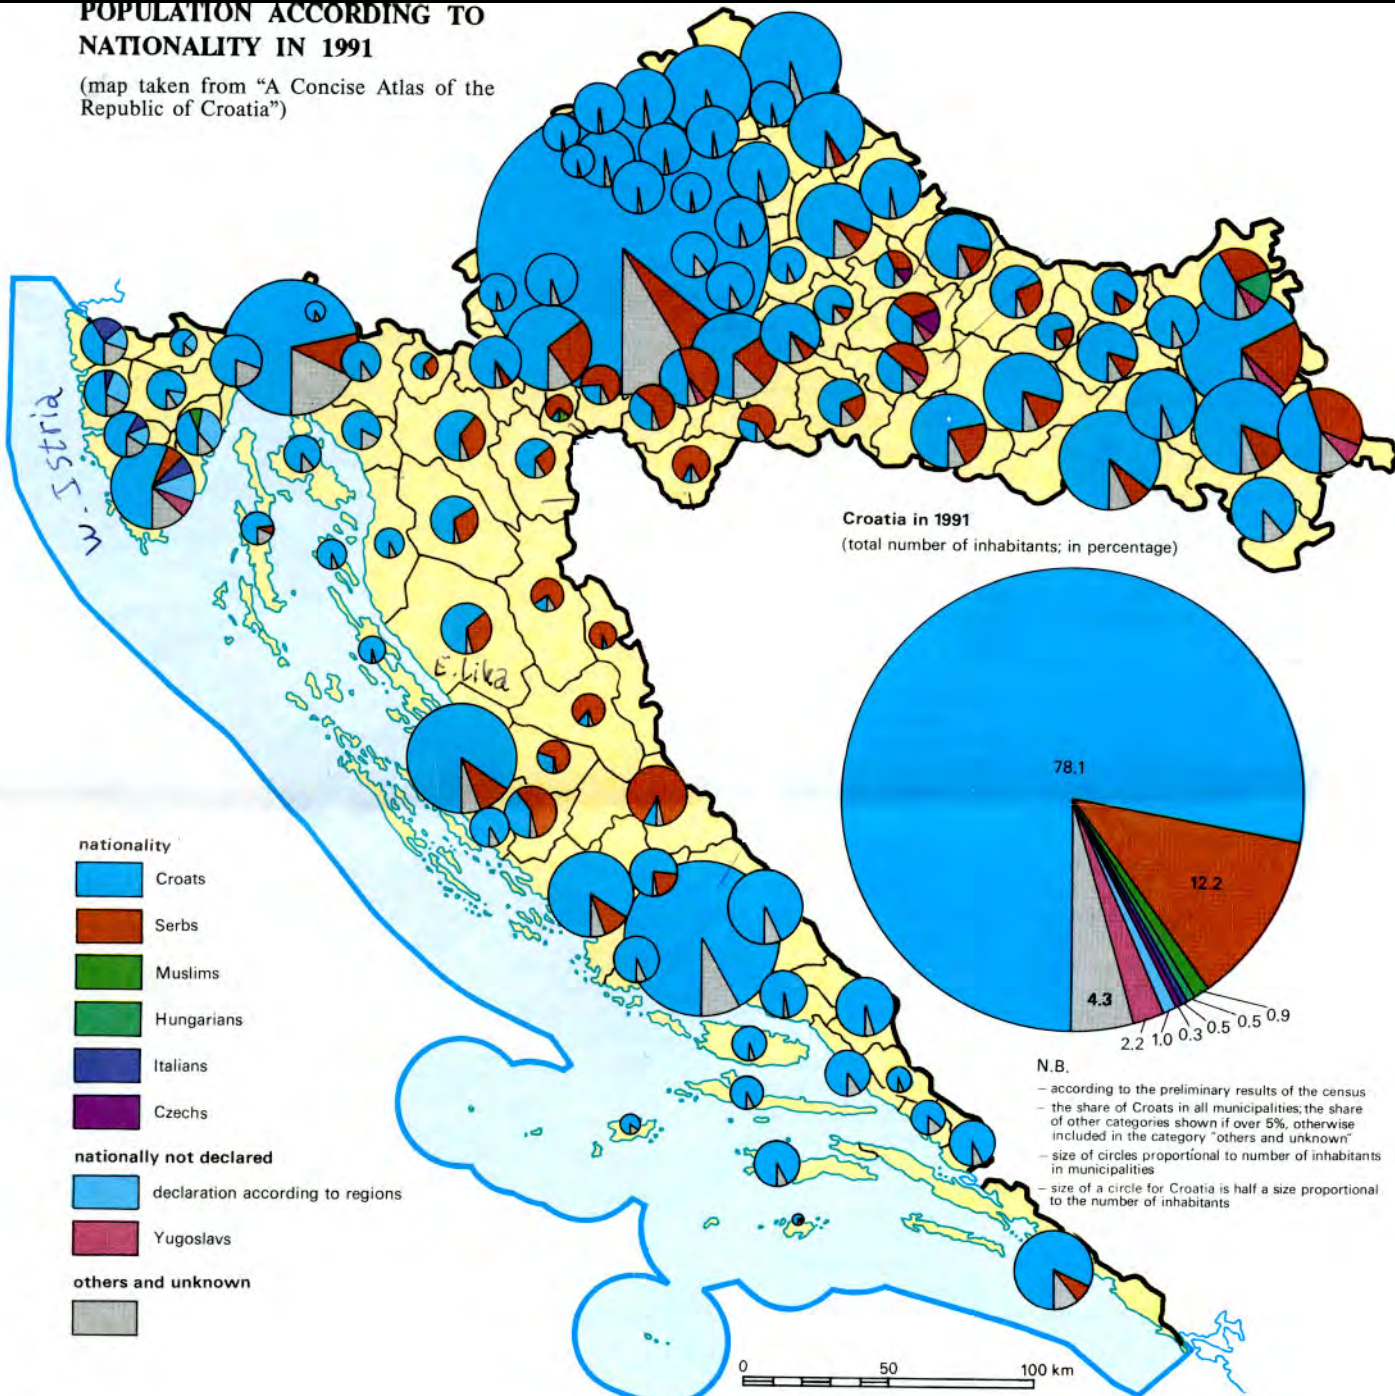 POPULATION ACCORDING TO
NATIONALITY IN 1991
(map taken from “A Concise Atlas of the
Republic of Croatia”)
W. Istria
E. Lika
Croatia in 1991
(total number of inhabitants; in percentage)
78.1
12.2
4.3
2.2 1.0 0.3 0.5 0.5 0.9
nationality
Croats
Serbs
Muslims
Hungarians
Italians
Czechs
nationally not declared
declaration according to regions
Yugoslavs
others and unknown
N.B.
– according to the preliminary results of the census
– the share of Croats in all municipalities; the share
of other categories shown if over 5%, otherwise
included in the category “others and unknown”
– size of circles proportional to number of inhabitants
in municipalities
– size of a circle for Croatia is half a size proportional
to the number of inhabitants
0 50 100 km